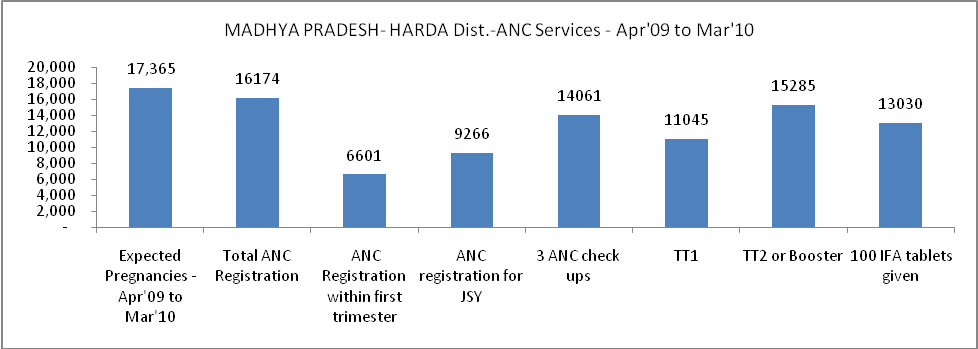 MADHYA PRADESH- HARDA Dist.-ANC Services - Apr'09 to Mar'10
20,000
18,000
16,000
14,000
12,000
10,000
8,000
6,000
4,000
2,000
-
17,365
16174
6601
9266
14061
11045
15285
13030
Expected
Pregnancies -
Apr'09 to
Mar'10
Total ANC
Registration
ANC
Registration
within first
trimester
ANC
registration for
JSY
3 ANC check
ups
TT1
TT2 or Booster
100 IFA tablets
given